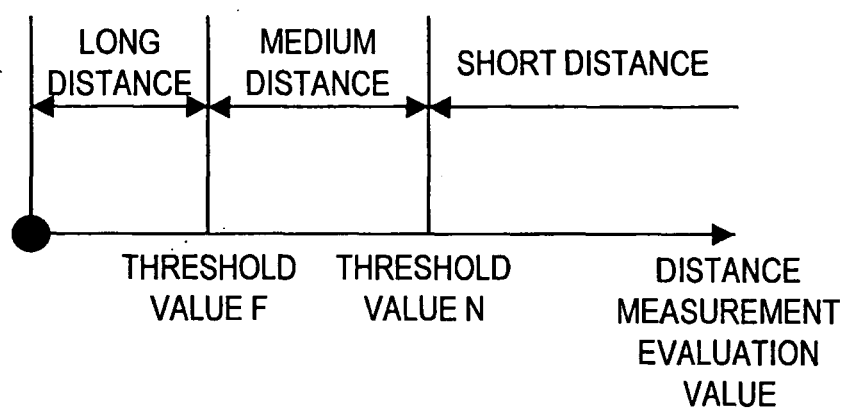 LONG
DISTANCE
MEDIUM
DISTANCE
SHORT DISTANCE
THRESHOLD
VALUE F
THRESHOLD
VALUE N
DISTANCE
MEASUREMENT
EVALUATION
VALUE